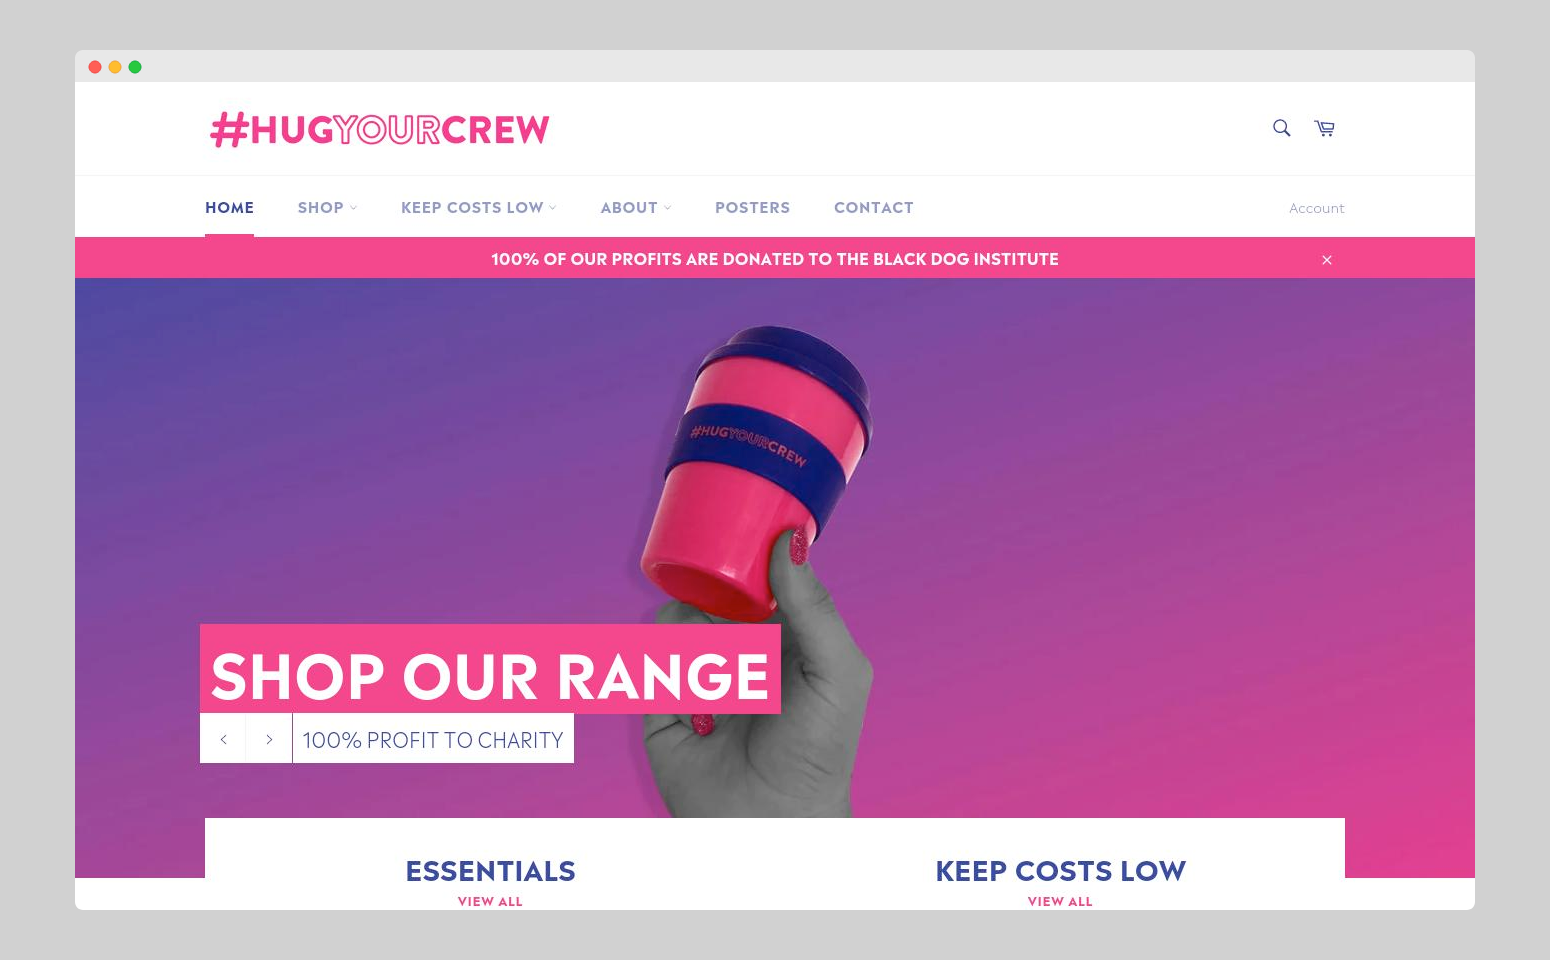 #HUGYOURCREW
HOME SHOP KEEP COSTS LOW ABOUT POSTERS CONTACT Account
100% OF OUR PROFITS ARE DONATED TO THE BLACK DOG INSTITUTE
#HUGYOURCREW
SHOP OUR RANGE
100% PROFIT TO CHARITY
ESSENTIALS KEEP COSTS LOW
VIEW ALL VIEW ALL